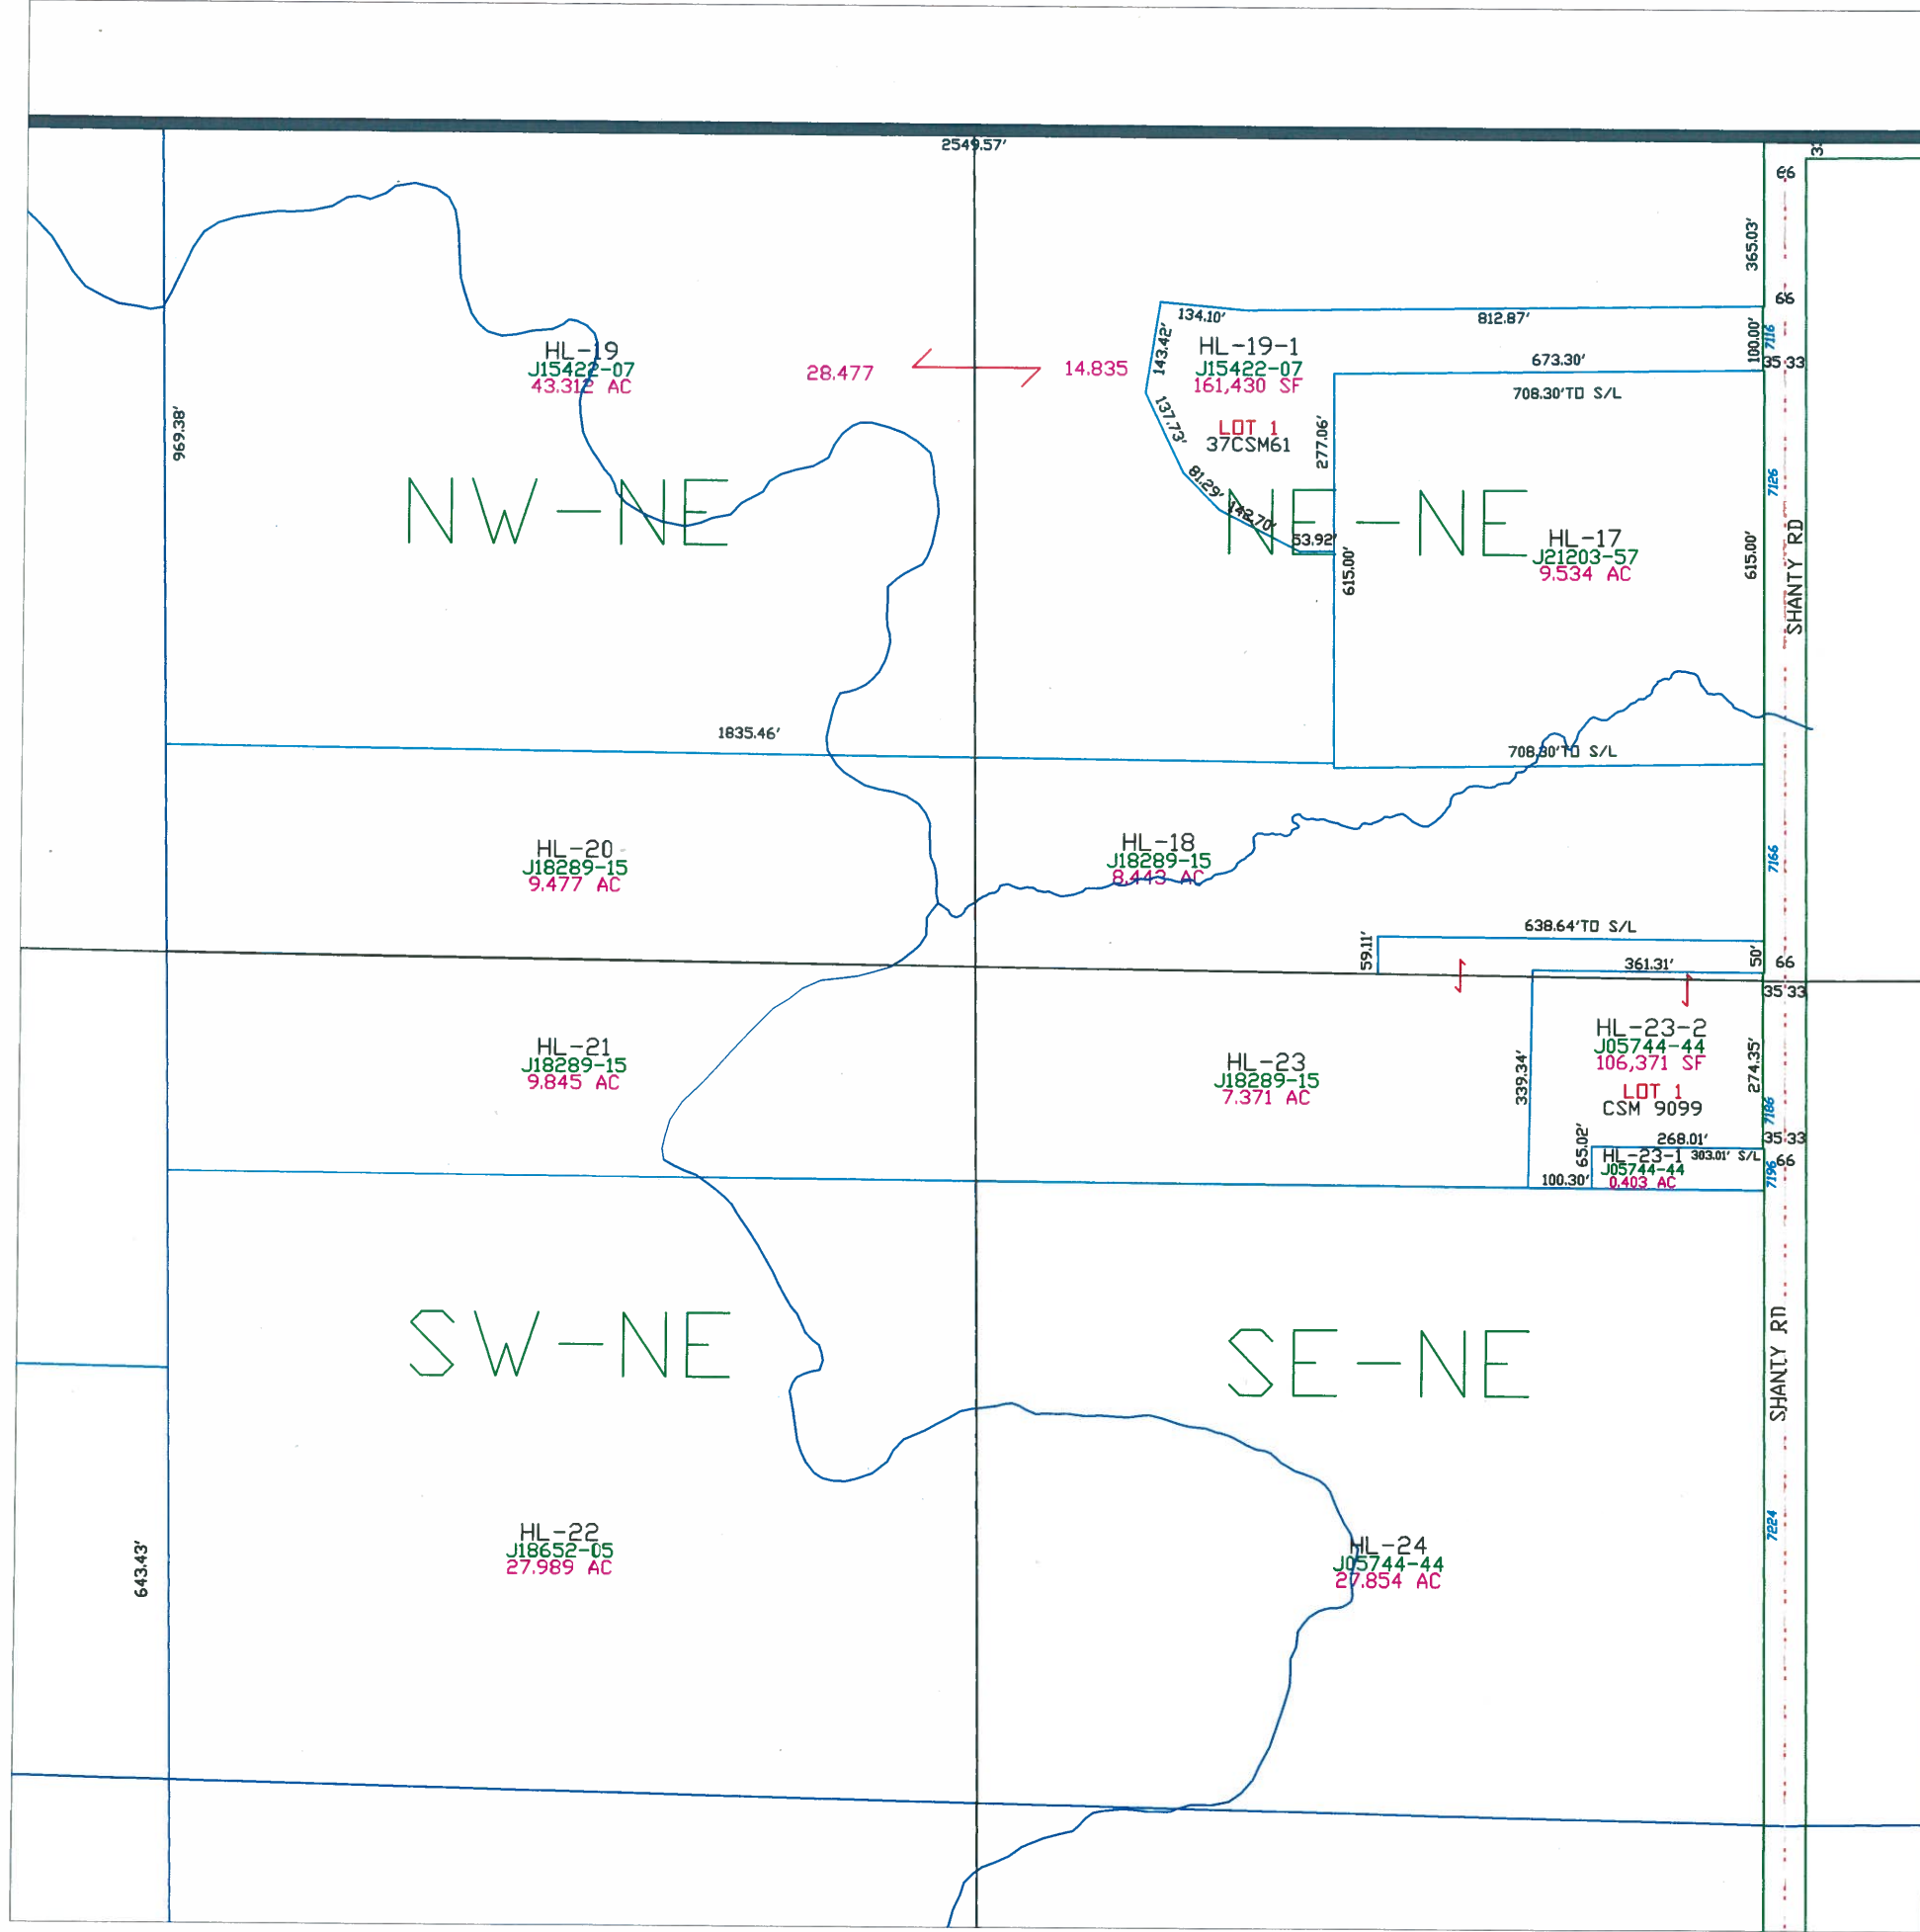 2549.57'
66
365.03'
66
134.10'
812.87'
143.42'
HL-19-1
J15422-07
161,430 SF
LOT 1
37CSM61
100.00'
7116
673.30'
35 33
708.30'TO S/L
HL-19
J15422-07
43.312 AC
28.477
14.835
969.38'
137.73'
277.06'
81.29'
142.70'
53.92'
7126
NW-NE
NE-NE
HL-17
J21203-57
9.534 AC
615.00'
615.00'
SHANTY RD
1835.46'
708.30'TO S/L
HL-20
J18289-15
9.477 AC
HL-18
J18289-15
8.443 AC
7166
638.64'TO S/L
59.11'
50'
66
361.31'
35 33
HL-21
J18289-15
9.845 AC
HL-23
J18289-15
7.371 AC
HL-23-2
J05744-44
106,371 SF
LOT 1
CSM 9099
339.34'
274.35'
7186
65.02'
268.01'
35 33
HL-23-1
303.01' S/L
66
J05744-44
0.403 AC
100.30'
7196
SW-NE
SE-NE
SHANTY RD
HL-22
J18652-05
27.989 AC
HL-24
J05744-44
27.854 AC
643.43'
7224